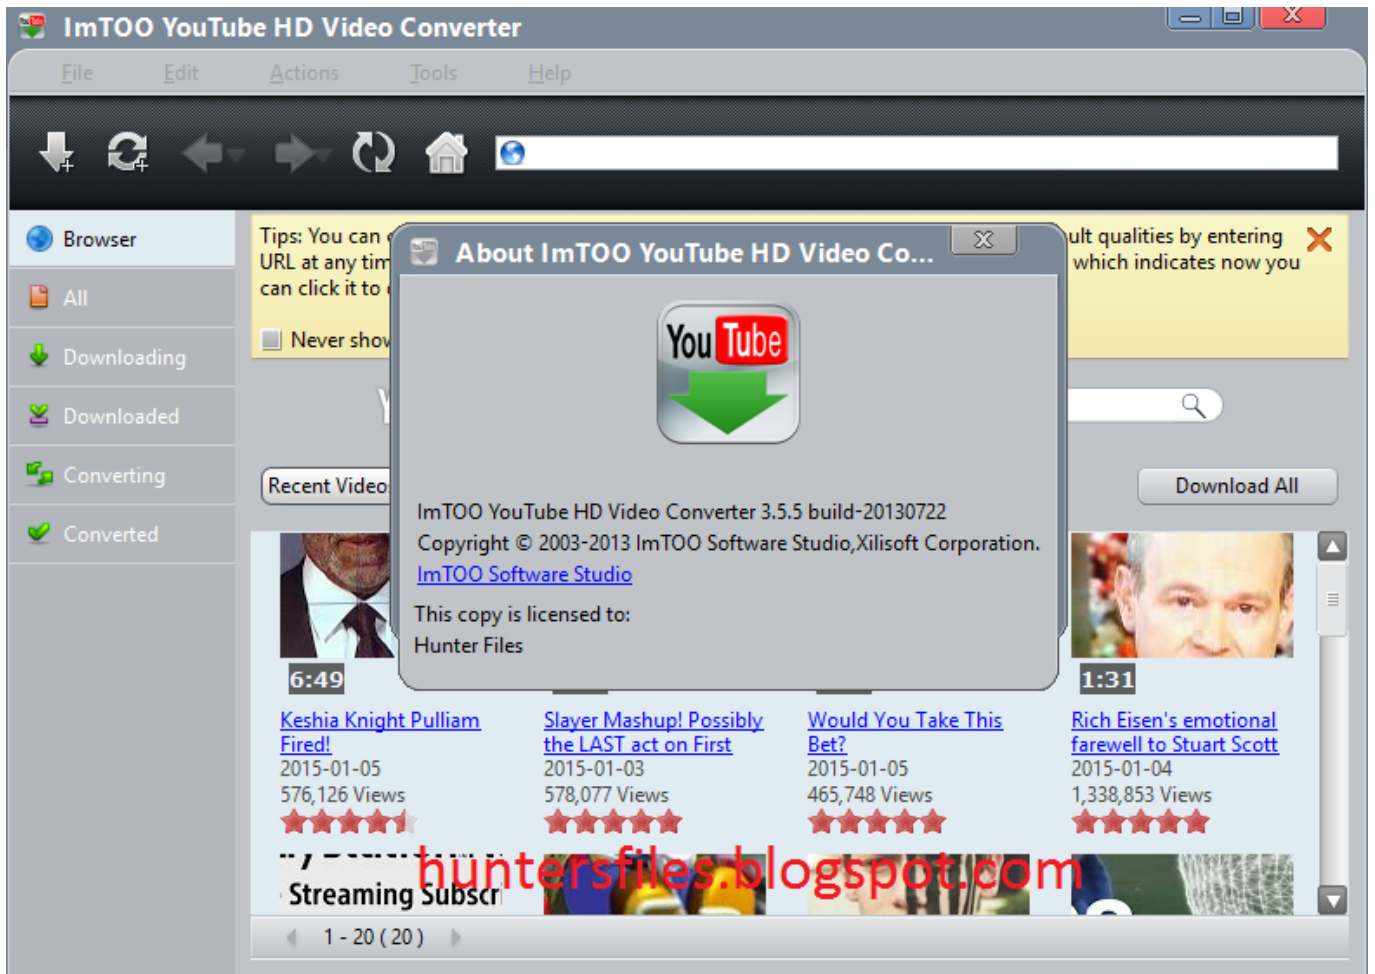 ImTOO YouTube HD Video Converter
File Edit Actions Tools Help
Browser
All
Downloading
Downloaded
Converting
Converted
Tips: You can
ult qualities by entering
URL at any tim
which indicates now you
can click it to
Never show
About ImTOO YouTube HD Video Co...
You Tube
Recent Video
Download All
ImTOO YouTube HD Video Converter 3.5.5 build-20130722
Copyright © 2003-2013 ImTOO Software Studio,Xilisoft Corporation.
ImTOO Software Studio
This copy is licensed to:
Hunter Files
6:49
1:31
Keshia Knight Pulliam
Fired!
2015-01-05
576,126 Views
Slayer Mashup! Possibly
the LAST act on First
2015-01-03
578,077 Views
Would You Take This
Bet?
2015-01-05
465,748 Views
Rich Eisen's emotional
farewell to Stuart Scott
2015-01-04
1,338,853 Views
huntersfiles.blogspot.com
Streaming Subscri
1 - 20 ( 20 )